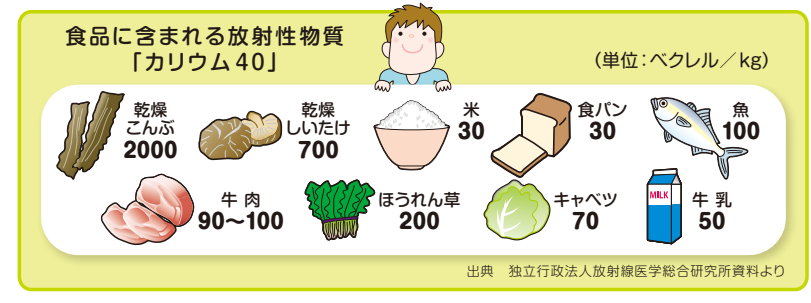 食品に含まれる放射性物質
「カリウム40」
（単位：ベクレル／kg）
乾燥
こんぶ
2000
乾燥
しいたけ
700
米
30
食パン
30
魚
100
牛肉
90〜100
ほうれん草
200
キャベツ
70
MILK
牛乳
50
出典　独立行政法人放射線医学総合研究所資料より